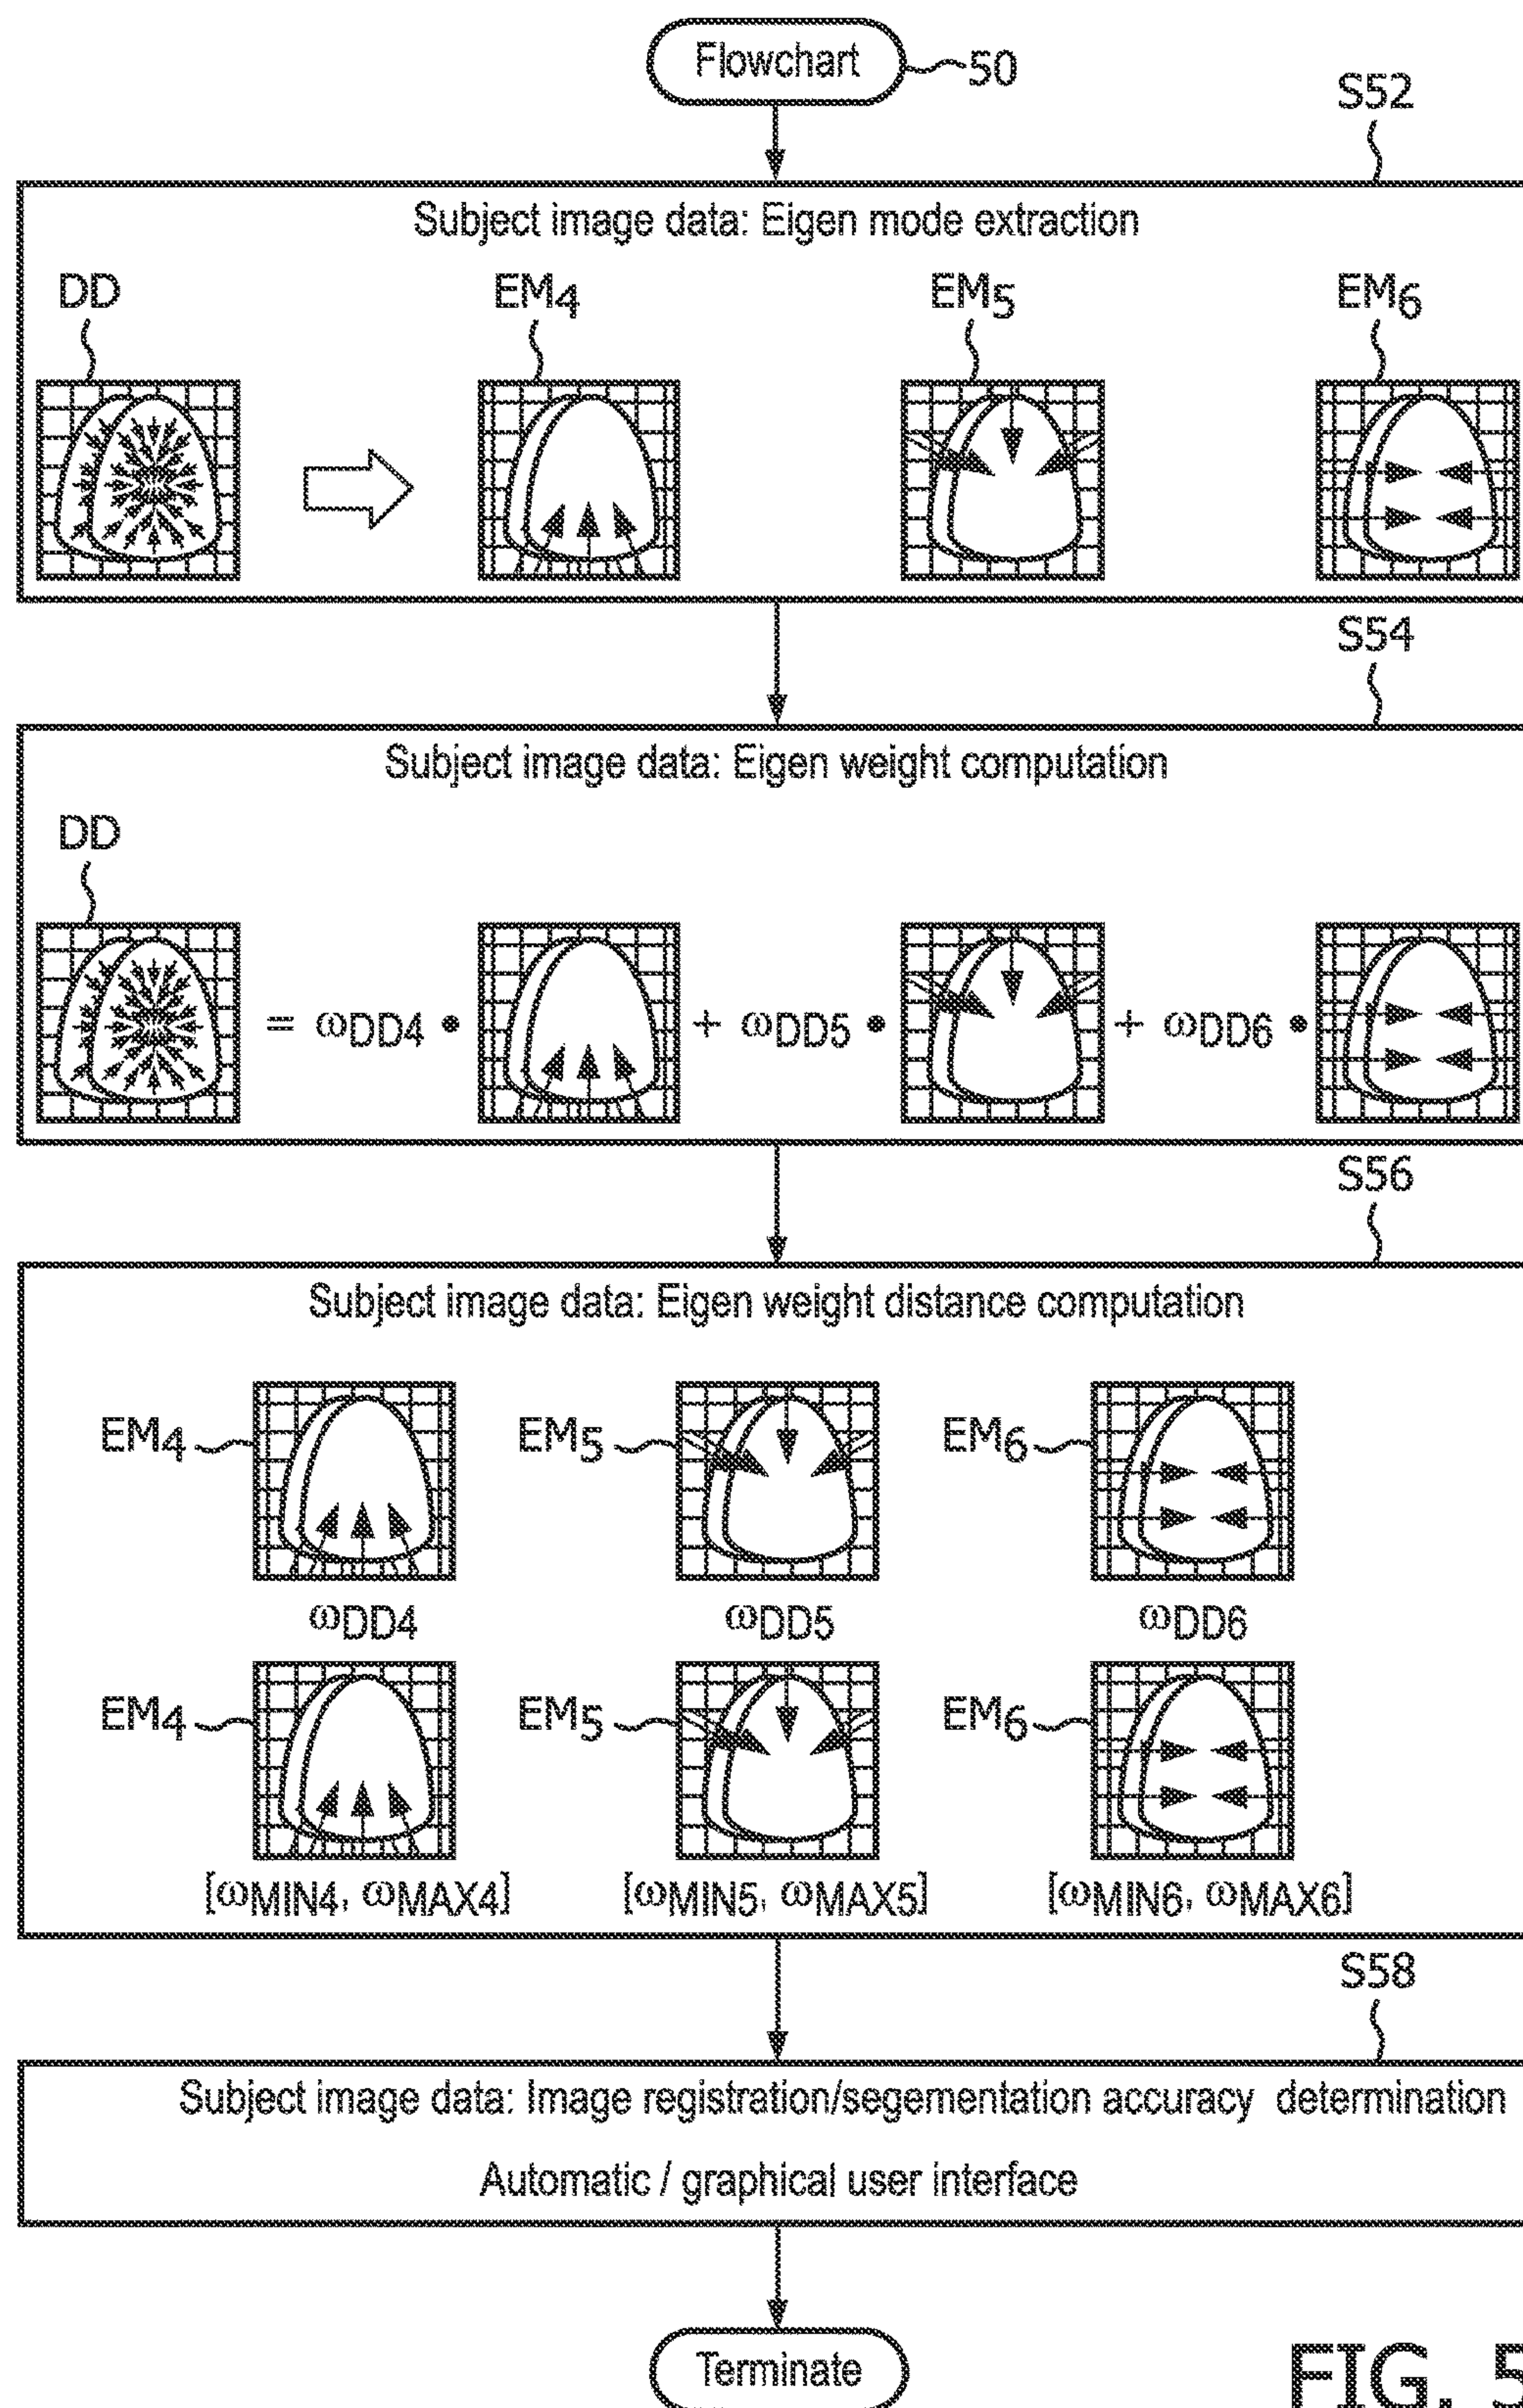 Flowchart
50
S52
Subject image data: Eigen mode extraction
DD
EM4
EM5
EM6
S54
Subject image data: Eigen weight computation
DD
= ωDD4 • + ωDD5 • + ωDD6 •
S56
Subject image data: Eigen weight distance computation
EM4
EM5
EM6
ωDD4
ωDD5
ωDD6
EM4
EM5
EM6
[ωMIN4, ωMAX4]
[ωMIN5, ωMAX5]
[ωMIN6, ωMAX6]
S58
Subject image data: Image registration/segementation accuracy determination
Automatic / graphical user interface
Terminate
FIG. 5